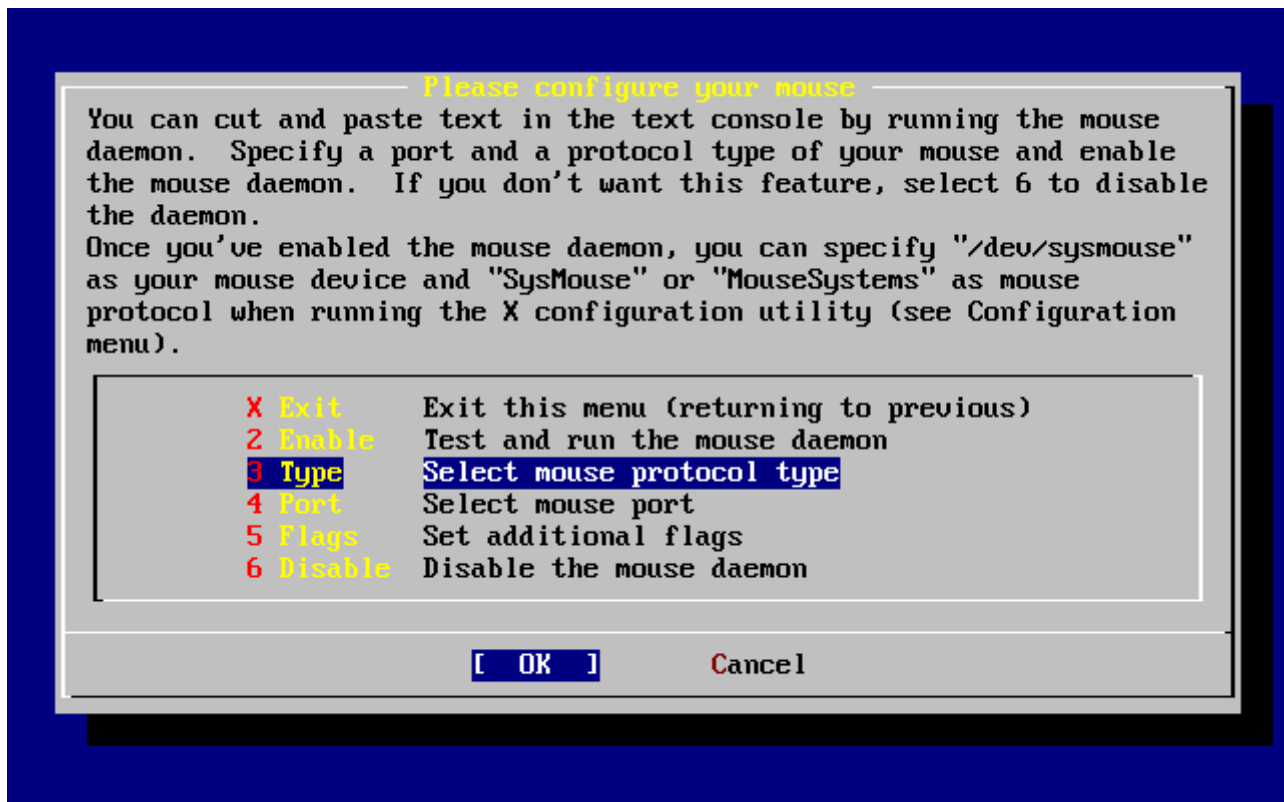 Please configure your mouse
You can cut and paste text in the text console by running the mouse
daemon.  Specify a port and a protocol type of your mouse and enable
the mouse daemon.  If you don't want this feature, select 6 to disable
the daemon.
Once you've enabled the mouse daemon, you can specify "/dev/sysmouse"
as your mouse device and "SysMouse" or "MouseSystems" as mouse
protocol when running the X configuration utility (see Configuration
menu).
X Exit     Exit this menu (returning to previous)
2 Enable   Test and run the mouse daemon
3 Type     Select mouse protocol type
4 Port     Select mouse port
5 Flags    Set additional flags
6 Disable  Disable the mouse daemon
[  OK  ]       Cancel